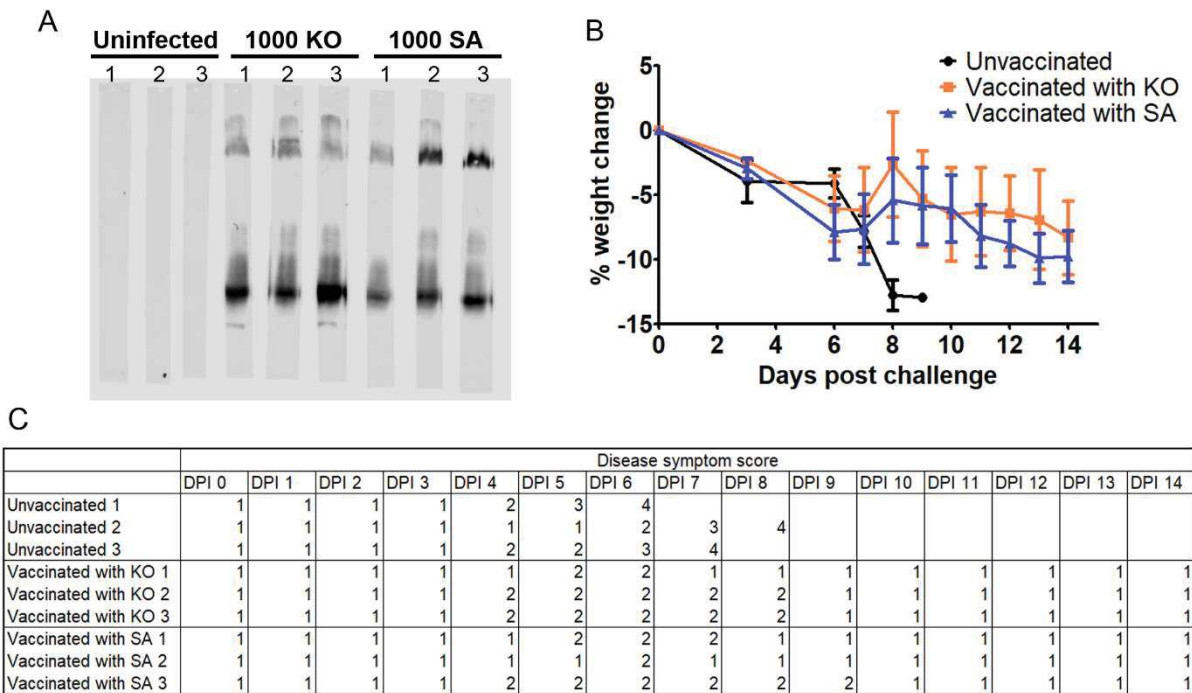 A
Uninfected 1000 KO 1000 SA
1 2 3 1 2 3 1 2 3
B
Unvaccinated
Vaccinated with KO
Vaccinated with SA
% weight change
5
0
-5
-10
-15
0 2 4 6 8 10 12 14
Days post challenge
C
Disease symptom score
DPI 0 DPI 1 DPI 2 DPI 3 DPI 4 DPI 5 DPI 6 DPI 7 DPI 8 DPI 9 DPI 10 DPI 11 DPI 12 DPI 13 DPI 14
Unvaccinated 1 1 1 1 1 2 3 4
Unvaccinated 2 1 1 1 1 1 1 2 3 4
Unvaccinated 3 1 1 1 1 2 2 3 4
Vaccinated with KO 1 1 1 1 1 1 2 2 1 1 1 1 1 1 1 1
Vaccinated with KO 2 1 1 1 1 2 2 2 2 2 1 1 1 1 1 1
Vaccinated with KO 3 1 1 1 1 2 2 2 2 2 1 1 1 1 1 1
Vaccinated with SA 1 1 1 1 1 1 2 2 2 1 1 1 1 1 1 1
Vaccinated with SA 2 1 1 1 1 1 1 2 1 1 1 1 1 1 1 1
Vaccinated with SA 3 1 1 1 1 2 2 2 2 2 2 1 1 1 1 1